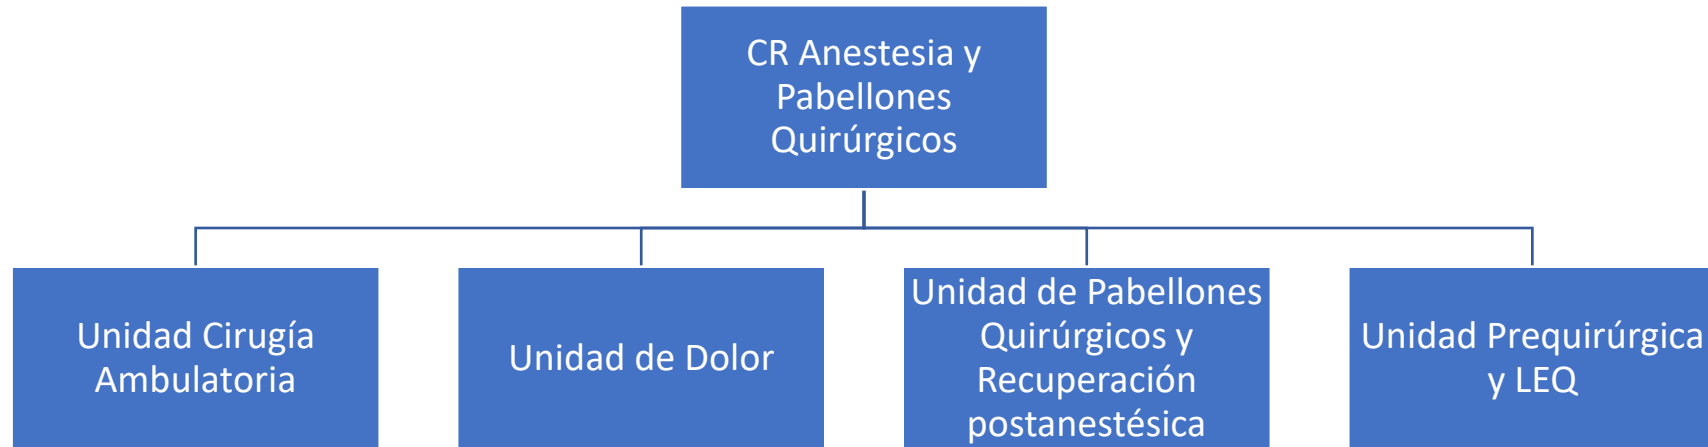 CR Anestesia y
Pabellones
Quirúrgicos
Unidad Cirugía
Ambulatoria
Unidad de Dolor
Unidad de Pabellones
Quirúrgicos y
Recuperación
postanestésica
Unidad Prequirúrgica
y LEQ